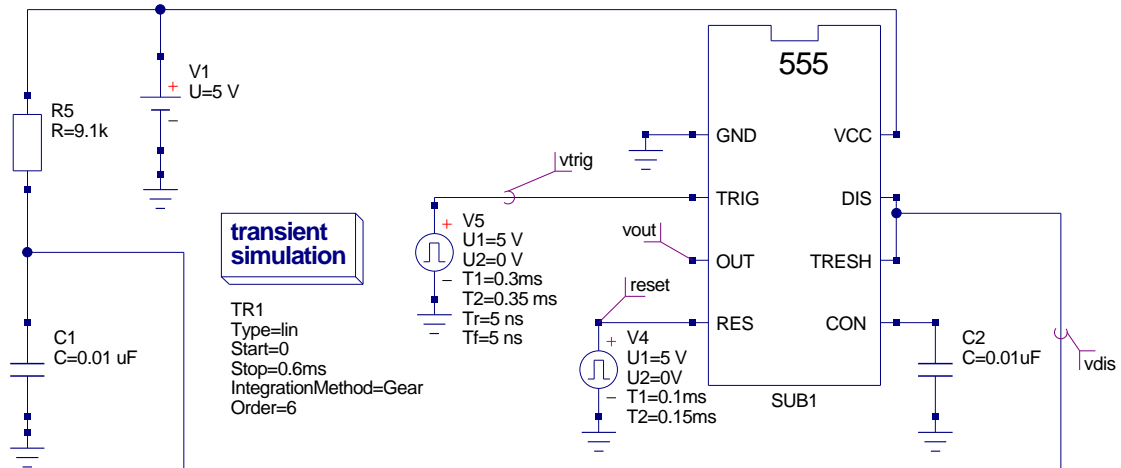 V1
U=5 V
R5
R=9.1k
555
GND
VCC
vtrig
TRIG
DIS
V5
U1=5 V
U2=0 V
T1=0.3ms
T2=0.35 ms
Tr=5 ns
Tf=5 ns
transient
simulation
vout
OUT
TRESH
reset
RES
CON
TR1
Type=lin
Start=0
Stop=0.6ms
IntegrationMethod=Gear
Order=6
C1
C=0.01 uF
V4
U1=5 V
U2=0V
T1=0.1ms
T2=0.15ms
SUB1
C2
C=0.01uF
vdis